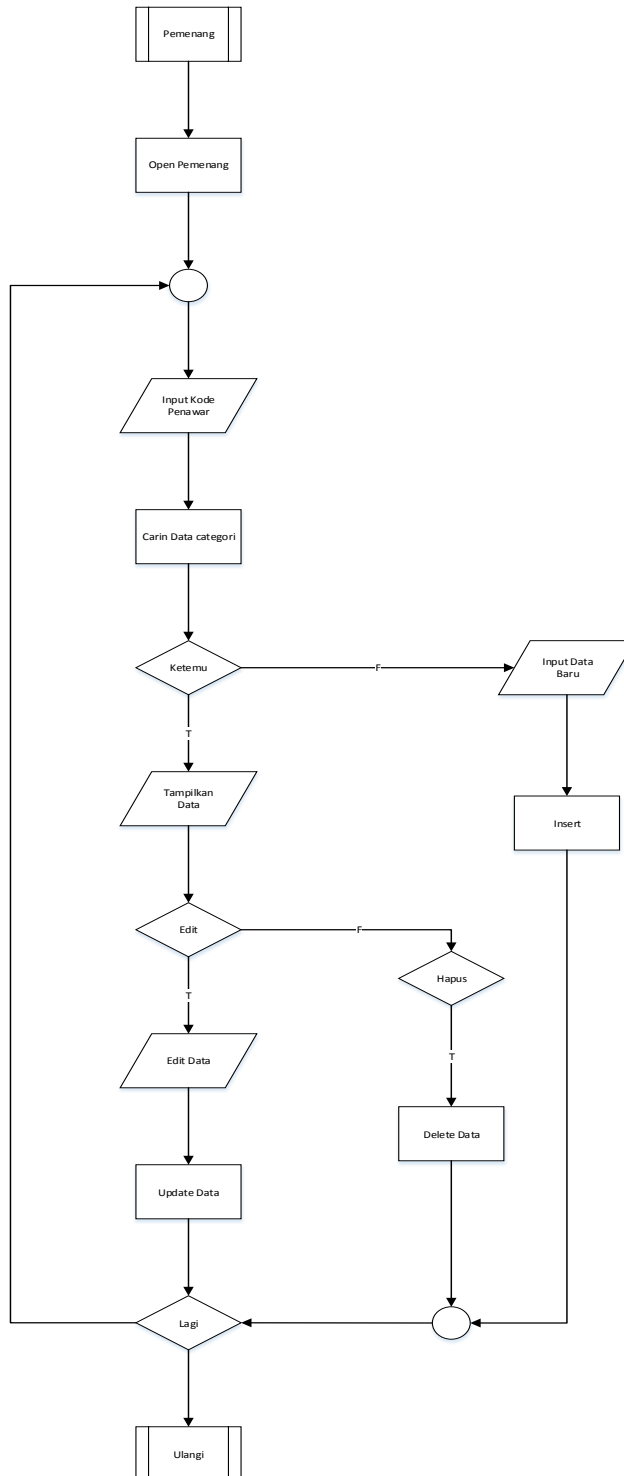 Pemenang
Open Pemenang
Input Kode
Penawar
Carin Data categori
Ketemu
F
Input Data
Baru
T
Tampilkan
Data
Insert
Edit
F
Hapus
T
Edit Data
T
Delete Data
Update Data
Lagi
Ulangi